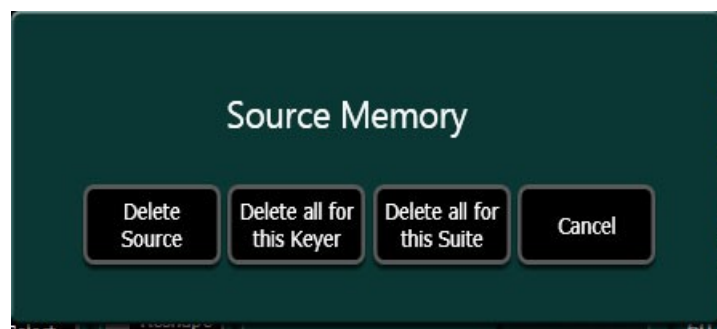 Source Memory
Delete
Source
Delete all for
this Keyer
Delete all for
this Suite
Cancel